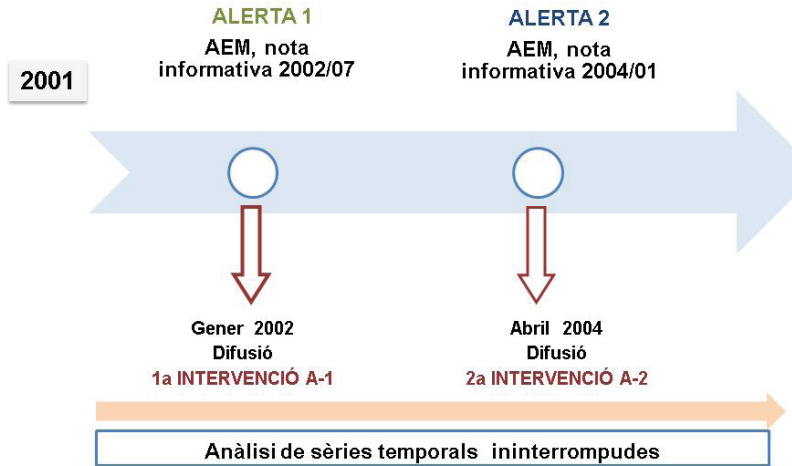 ALERTA 1
AEM, nota
informativa 2002/07
ALERTA 2
AEM, nota
informativa 2004/01
2001
Gener 2002
Difusió
1a INTERVENCIÓ A-1
Abril 2004
Difusió
2a INTERVENCIÓ A-2
Anàlisi de sèries temporals ininterrompudes